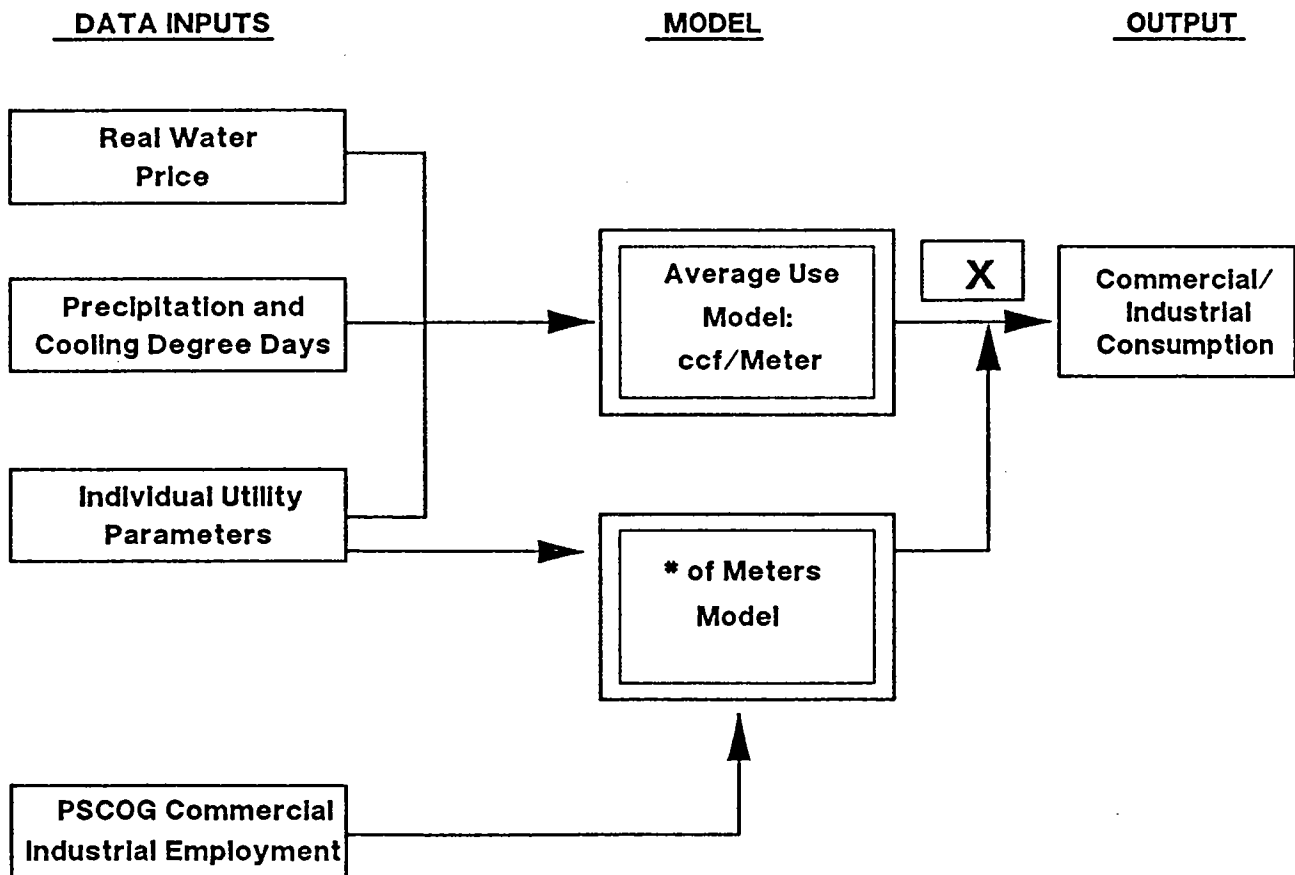 DATA INPUTS
MODEL
OUTPUT
Real Water
Price
Precipitation and
Cooling Degree Days
Individual Utility
Parameters
PSCOG Commercial
Industrial Employment
Average Use
Model:
ccf/Meter
* of Meters
Model
X
Commercial/
Industrial
Consumption